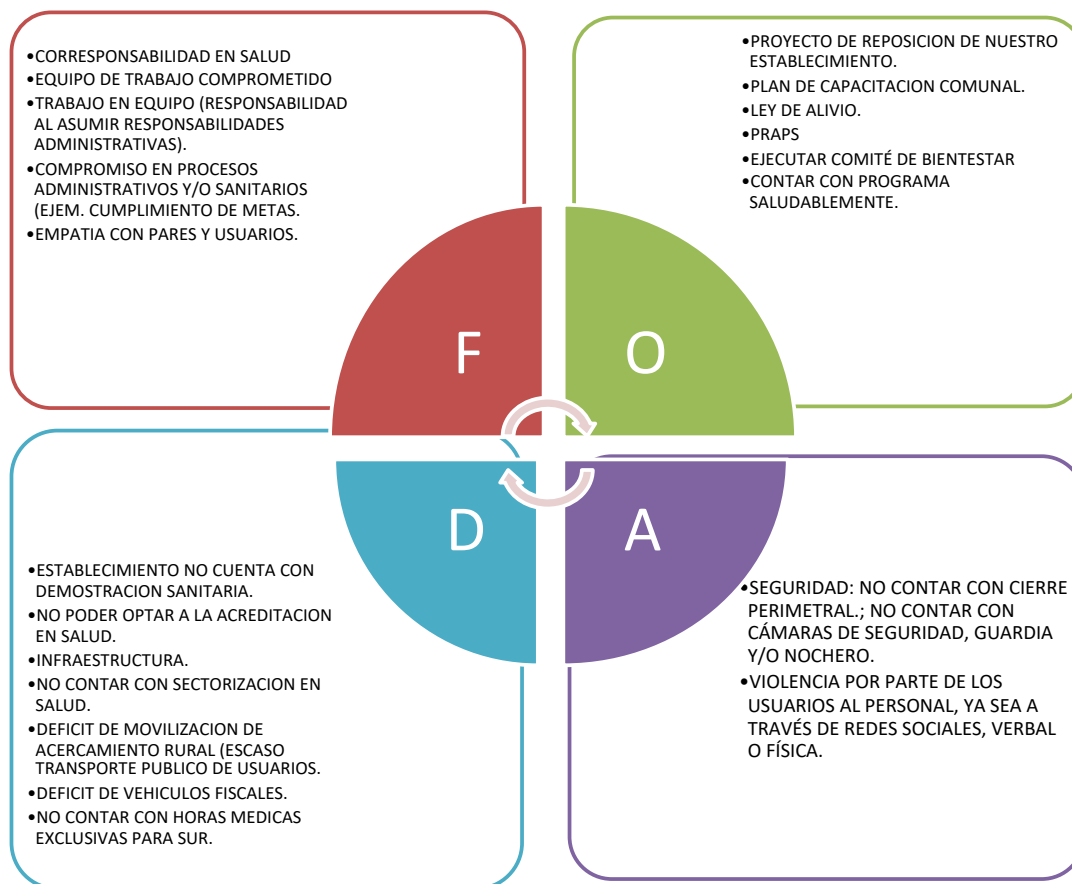 •CORRESPONSABILIDAD EN SALUD
•EQUIPO DE TRABAJO COMPROMETIDO
•TRABAJO EN EQUIPO (RESPONSABILIDAD
AL ASUMIR RESPONSABILIDADES
ADMINISTRATIVAS).
•COMPROMISO EN PROCESOS
ADMINISTRATIVOS Y/O SANITARIOS
(EJEM. CUMPLIMIENTO DE METAS.
•EMPATIA CON PARES Y USUARIOS.
•PROYECTO DE REPOSICION DE NUESTRO
ESTABLECIMIENTO.
•PLAN DE CAPACITACION COMUNAL.
•LEY DE ALIVIO.
•PRAPS
•EJECUTAR COMITÉ DE BIENTESTAR
•CONTAR CON PROGRAMA
SALUDABLEMENTE.
F
O
D
A
•ESTABLECIMIENTO NO CUENTA CON
DEMOSTRACION SANITARIA.
•NO PODER OPTAR A LA ACREDITACION
EN SALUD.
•INFRAESTRUCTURA.
•NO CONTAR CON SECTORIZACION EN
SALUD.
•DEFICIT DE MOVILIZACION DE
ACERCAMIENTO RURAL (ESCASO
TRANSPORTE PUBLICO DE USUARIOS.
•DEFICIT DE VEHICULOS FISCALES.
•NO CONTAR CON HORAS MEDICAS
EXCLUSIVAS PARA SUR.
•SEGURIDAD: NO CONTAR CON CIERRE
PERIMETRAL.; NO CONTAR CON
CÁMARAS DE SEGURIDAD, GUARDIA
Y/O NOCHERO.
•VIOLENCIA POR PARTE DE LOS
USUARIOS AL PERSONAL, YA SEA A
TRAVÉS DE REDES SOCIALES, VERBAL
O FÍSICA.